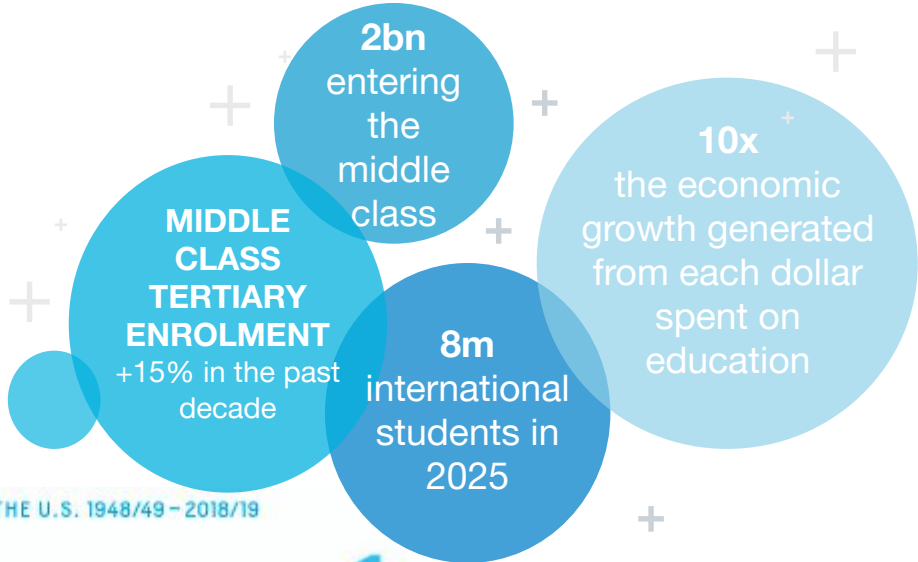 2bn
entering
the
middle
class
10x
the economic
growth generated
from each dollar
spent on
education
MIDDLE
CLASS
TERTIARY
ENROLMENT
+15% in the past
decade
8m
international
students in
2025
THE U.S. 1948/49 – 2018/19